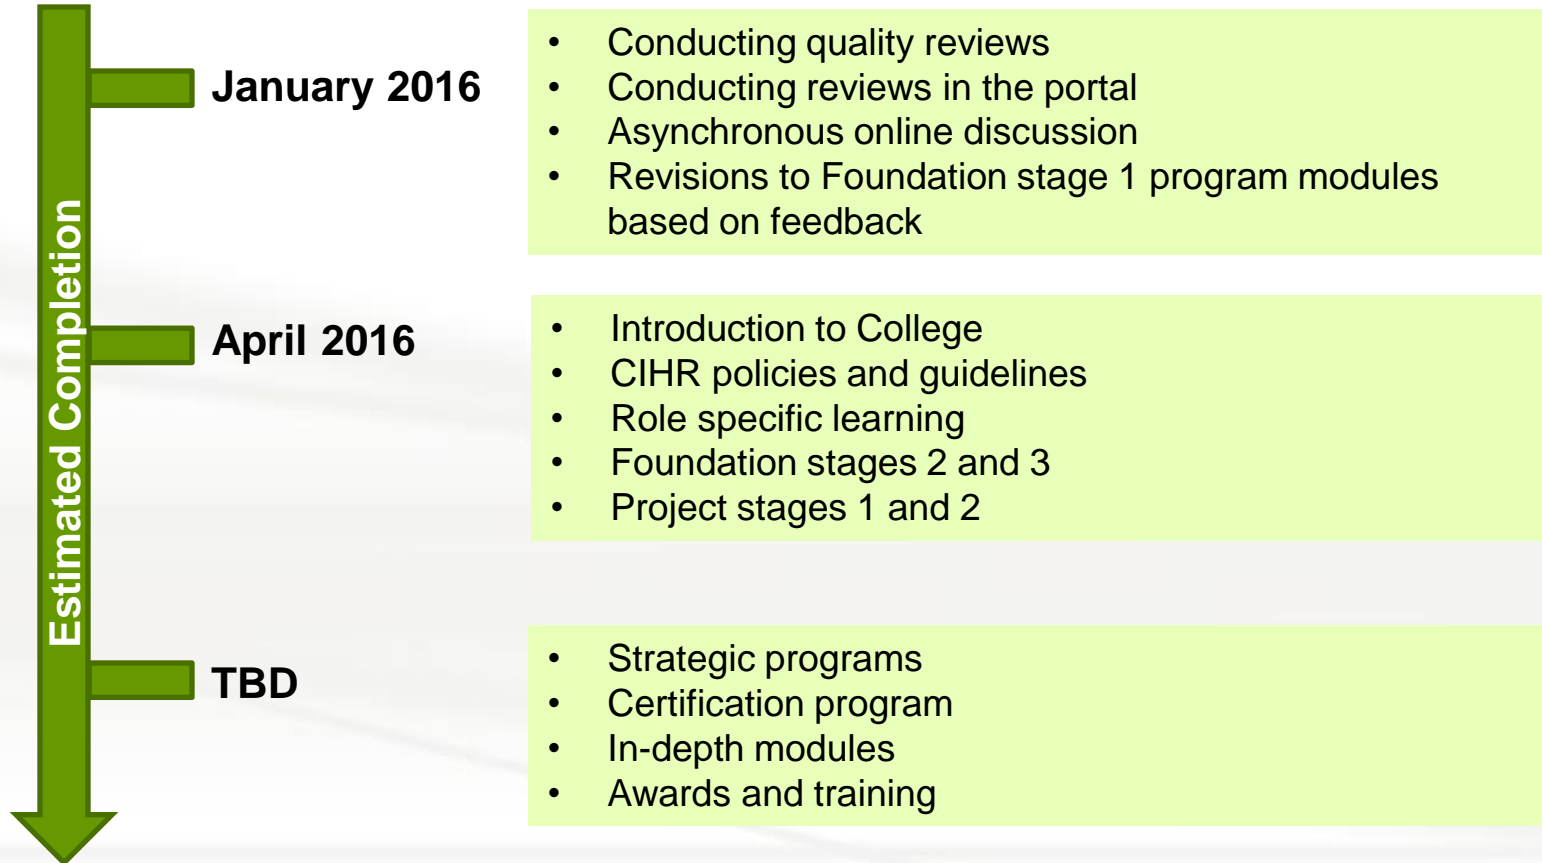 Estimated Completion
January 2016
• Conducting quality reviews
• Conducting reviews in the portal
• Asynchronous online discussion
• Revisions to Foundation stage 1 program modules
based on feedback
April 2016
• Introduction to College
• CIHR policies and guidelines
• Role specific learning
• Foundation stages 2 and 3
• Project stages 1 and 2
TBD
• Strategic programs
• Certification program
• In-depth modules
• Awards and training